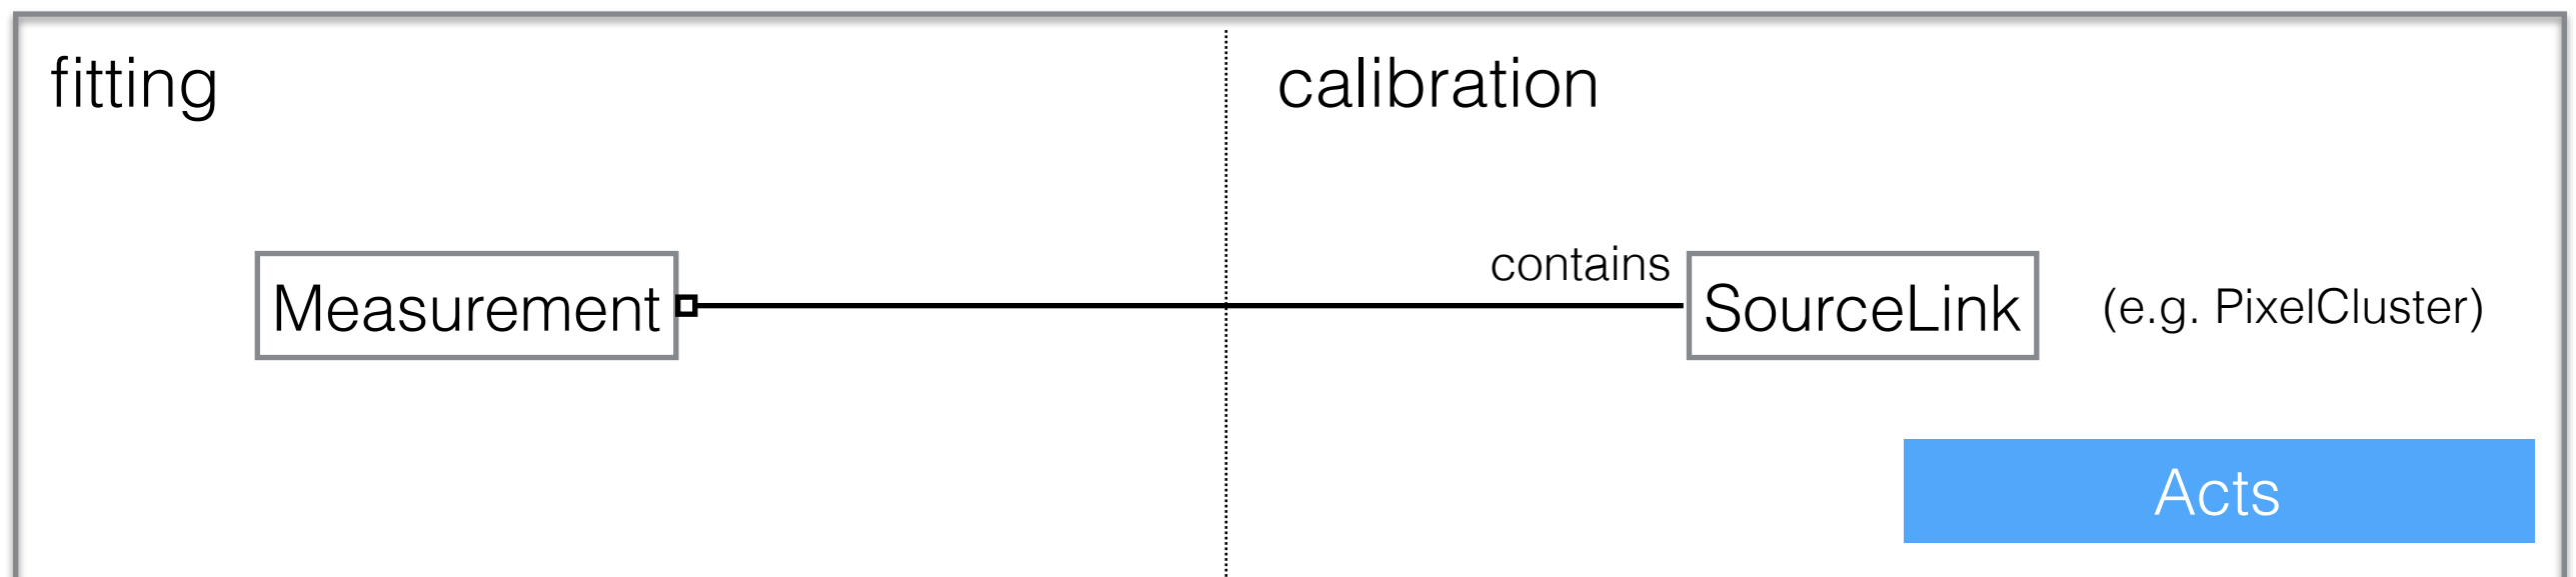 fitting
calibration
contains
Measurement
SourceLink
(e.g. PixelCluster)
Acts